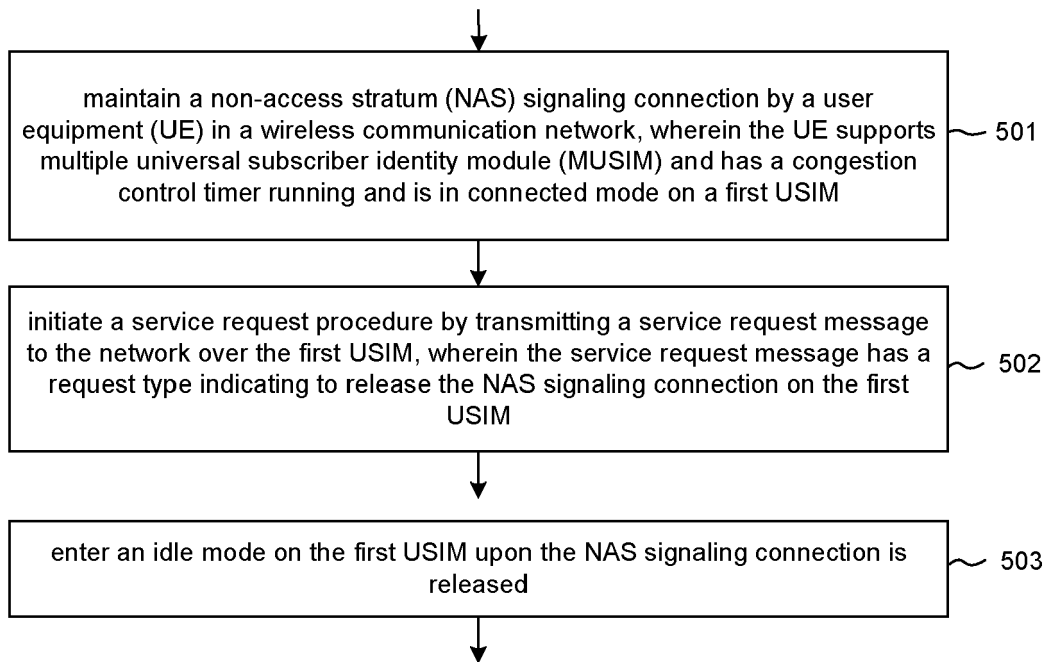 maintain a non-access stratum (NAS) signaling connection by a user
equipment (UE) in a wireless communication network, wherein the UE supports
multiple universal subscriber identity module (MUSIM) and has a congestion
control timer running and is in connected mode on a first USIM
501
initiate a service request procedure by transmitting a service request message
to the network over the first USIM, wherein the service request message has a
request type indicating to release the NAS signaling connection on the first
USIM
502
enter an idle mode on the first USIM upon the NAS signaling connection is
released
503